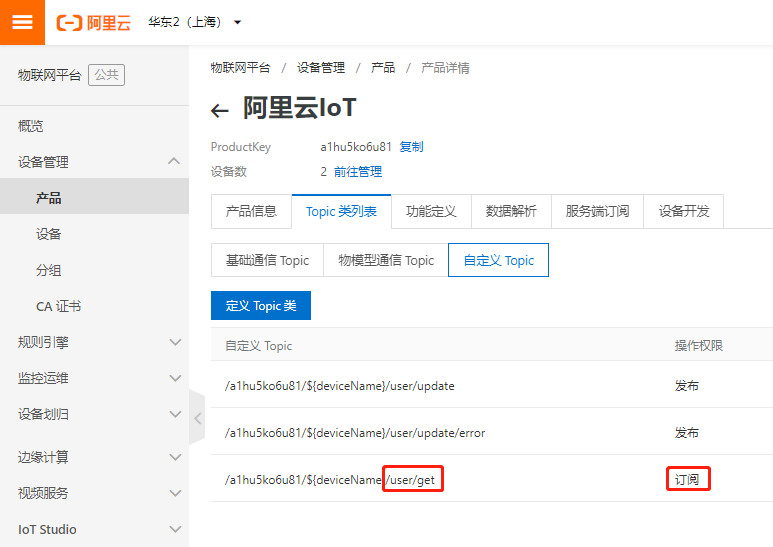 阿里云 华东2（上海）
物联网平台 公共
概览
设备管理
产品
设备
分组
CA 证书
规则引擎
监控运维
设备划归
边缘计算
视频服务
IoT Studio
物联网平台 / 设备管理 / 产品 / 产品详情
← 阿里云IoT
ProductKey a1hu5ko6u81 复制
设备数 2 前往管理
产品信息 Topic 类列表 功能定义 数据解析 服务端订阅 设备开发
基础通信 Topic 物模型通信 Topic 自定义 Topic
定义 Topic 类
自定义 Topic 操作权限
/a1hu5ko6u81/${deviceName}/user/update 发布
/a1hu5ko6u81/${deviceName}/user/update/error 发布
/a1hu5ko6u81/${deviceName}/user/get 订阅